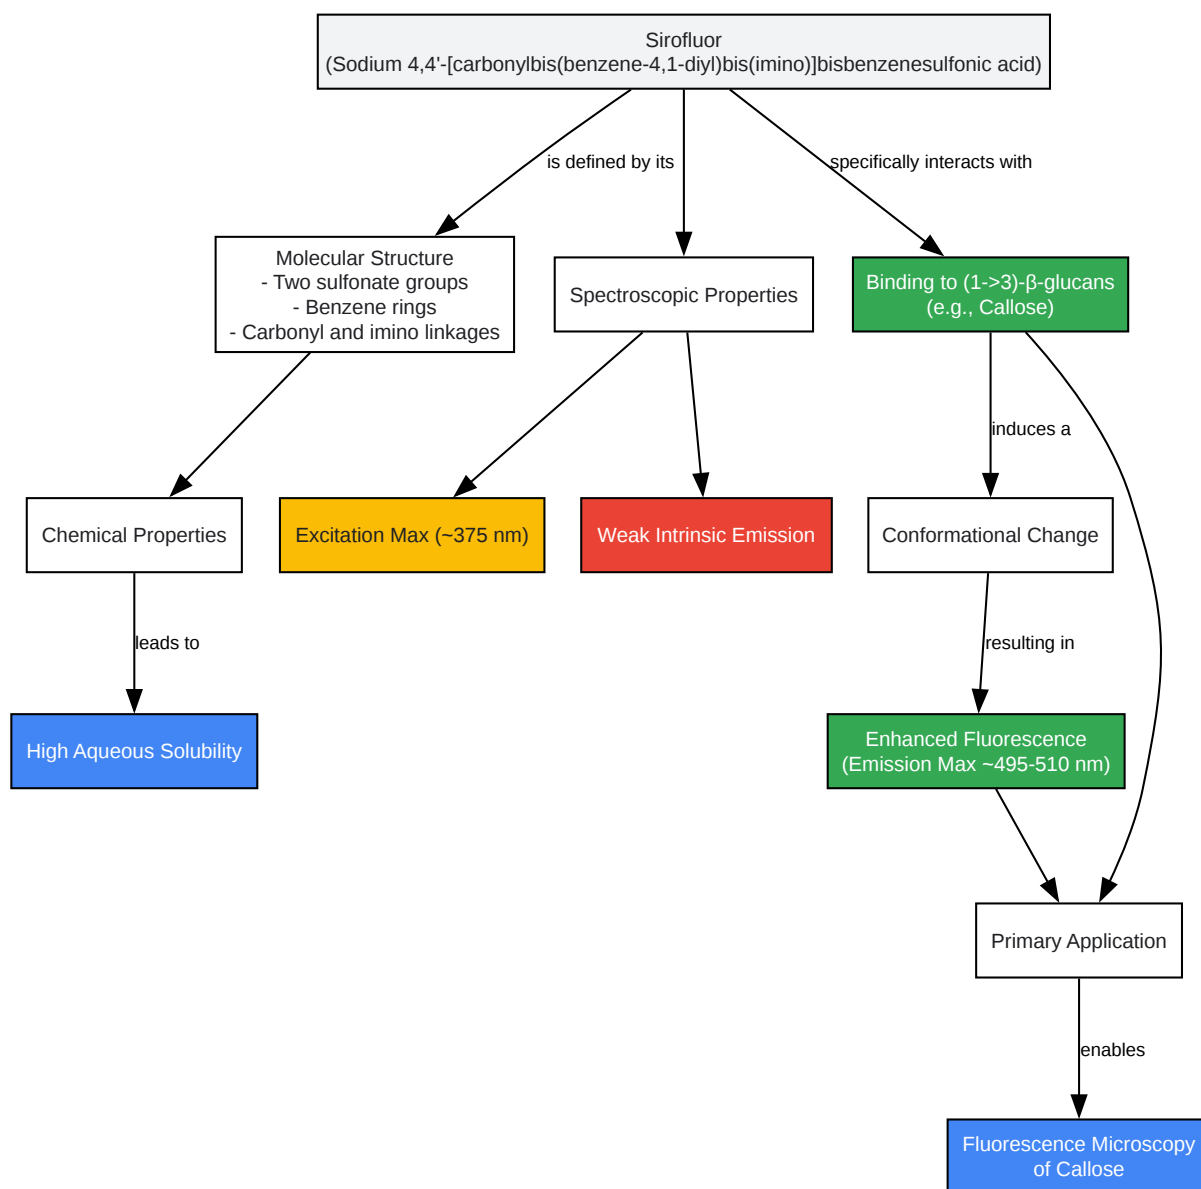 Sirofluor
(Sodium 4,4'-[carbonylbis(benzene-4,1-diyl)bis(imino)]bisbenzenesulfonic acid)
is defined by its
specifically interacts with
Molecular Structure
- Two sulfonate groups
- Benzene rings
- Carbonyl and imino linkages
Spectroscopic Properties
Binding to (1->3)-β-glucans
(e.g., Callose)
induces a
Chemical Properties
Excitation Max (~375 nm)
Weak Intrinsic Emission
Conformational Change
leads to
resulting in
High Aqueous Solubility
Enhanced Fluorescence
(Emission Max ~495-510 nm)
Primary Application
enables
Fluorescence Microscopy
of Callose